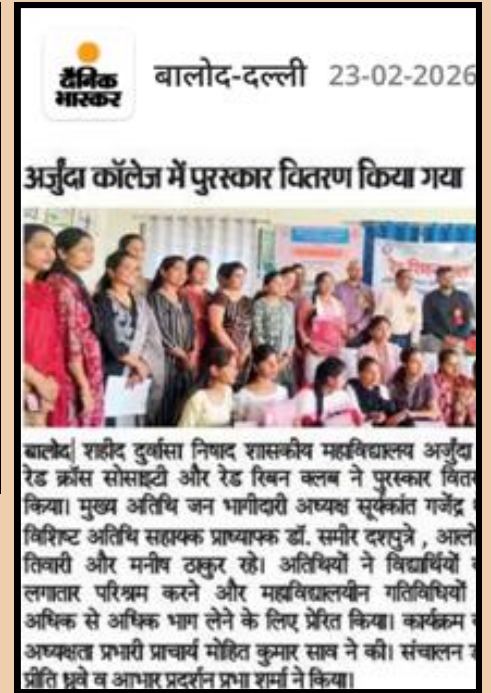 दैनिक
भास्कर
बालोद-दल्ली 23-02-2026
अर्जुंदा कॉलेज में पुरस्कार वितरण किया गया
बालोद| शहीद दुर्वासा निषाद शासकीय महाविद्यालय अर्जुंदा
रेड क्रॉस सोसाइटी और रेड रिबन क्लब ने पुरस्कार
किया। मुख्य अतिथि जन भागीदारी अध्यक्ष सूर्यकांत गजेंद्र
विशिष्ट अतिथि सहायक प्राध्यापक डॉ. समीर दशपुत्रे ,
तिवारी और मनीष ठाकुर रहे। अतिथियों ने विद्यार्थियों
लगातार परिश्रम करने और महाविद्यालयीन गतिविधियों
अधिक से अधिक भाग लेने के लिए प्रेरित किया। कार्यक्रम
अध्यक्षता प्रभारी प्राचार्य मोहित कुमार साव ने की। संचालन
प्रीति ध्रुवे व आभार प्रदर्शन प्रभा शर्मा ने किया।